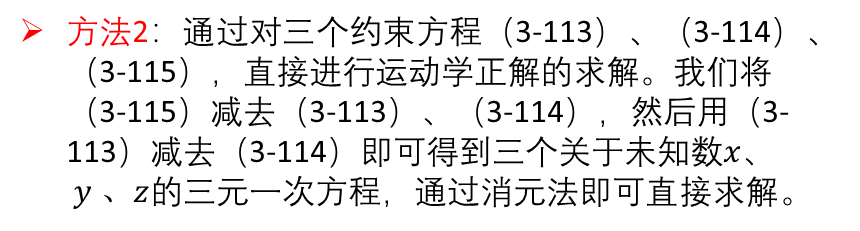 ➢ 方法2：通过对三个约束方程（3-113）、（3-114）、
（3-115），直接进行运动学正解的求解。我们将
（3-115）减去（3-113）、（3-114），然后用（3-
113）减去（3-114）即可得到三个关于未知数𝑥、
𝑦、𝑧的三元一次方程，通过消元法即可直接求解。